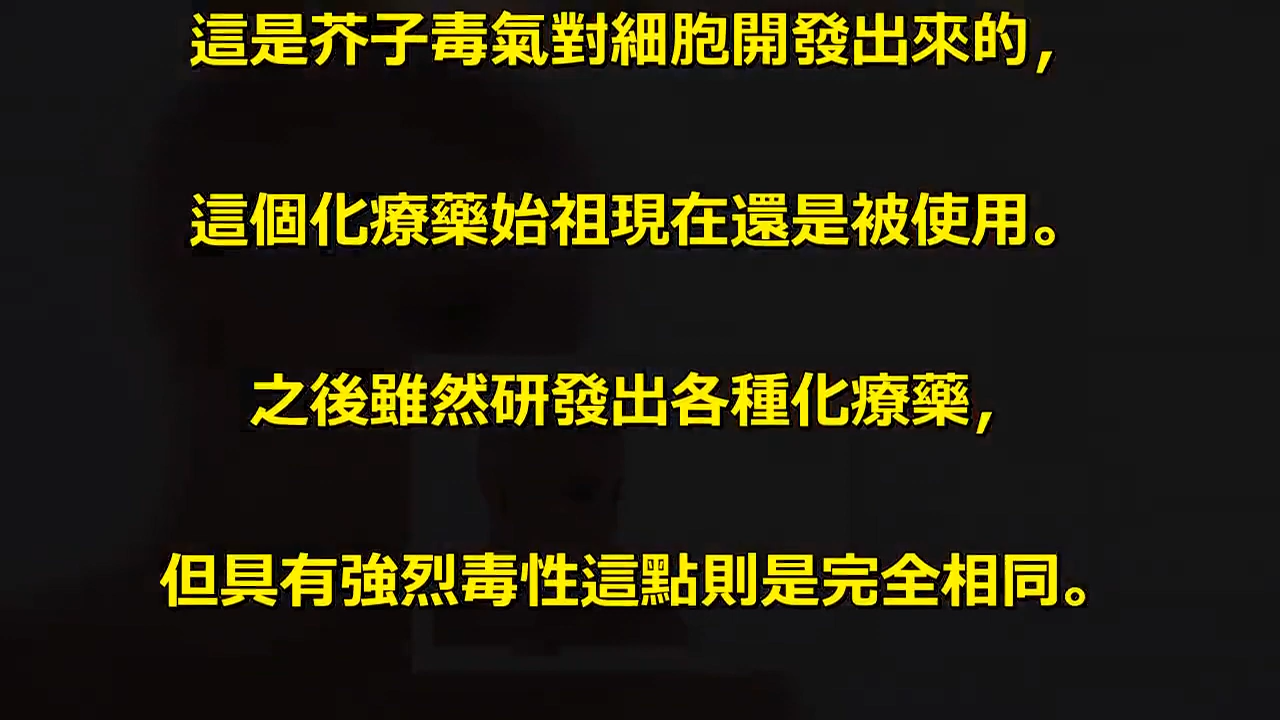 這是芥子毒氣對細胞開發出來的，
這個化療藥始祖現在還是被使用。
之後雖然研發出各種化療藥，
但具有強烈毒性這點則是完全相同。